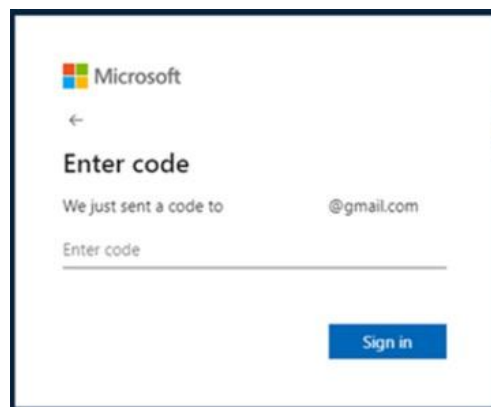 Microsoft
←
Enter code
We just sent a code to @gmail.com
Enter code
Sign in